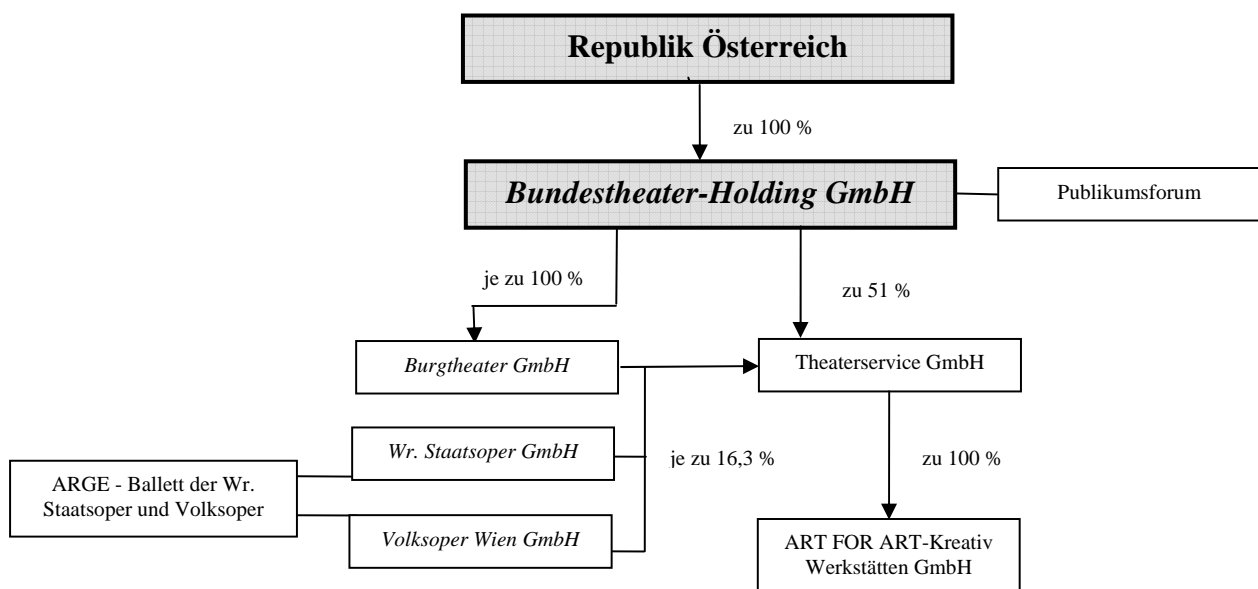 Republik Österreich
zu 100 %
Bundestheater-Holding GmbH
Publikumsforum
je zu 100 %
zu 51 %
Burgtheater GmbH
Theaterservice GmbH
Wr. Staatsoper GmbH
je zu 16,3 %
zu 100 %
ARGE - Ballett der Wr.
Staatsoper und Volksoper
Volksoper Wien GmbH
ART FOR ART-Kreativ
Werkstätten GmbH